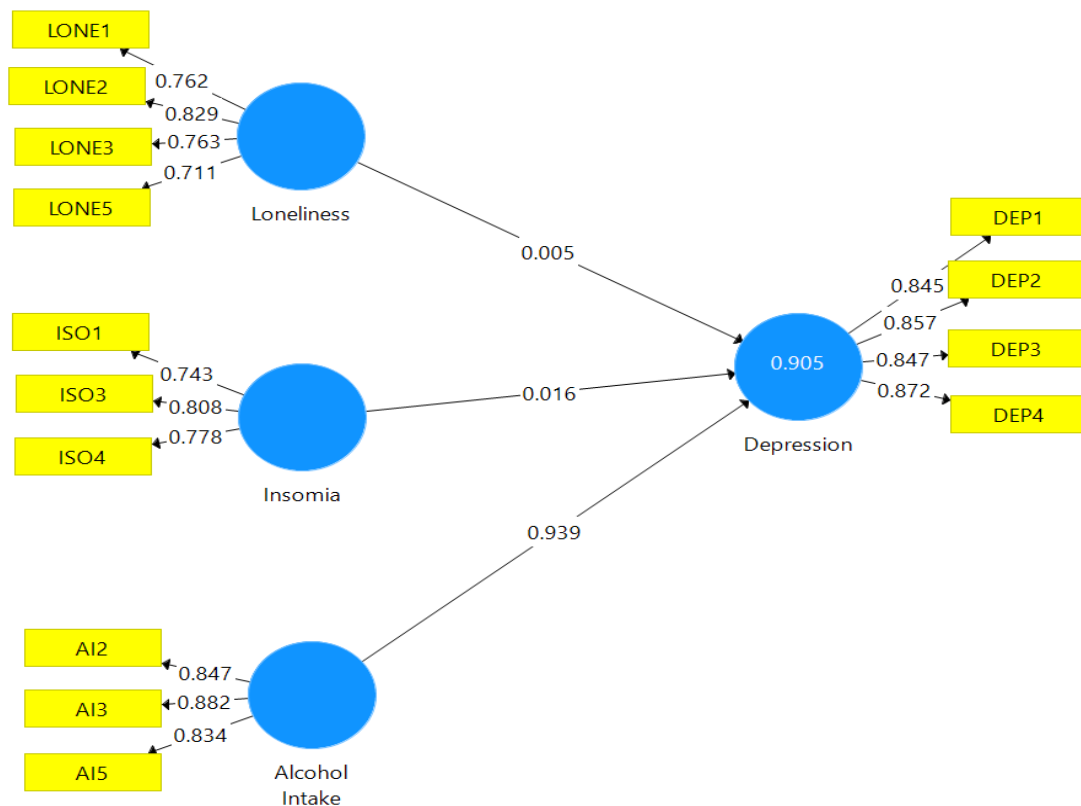 LONE1
0.762
LONE2
0.829
LONE3
0.763
LONE5
0.711
Loneliness
0.005
ISO1
0.743
ISO3
0.808
ISO4
0.778
Insomia
0.016
AI2
0.847
AI3
0.882
AI5
0.834
Alcohol
Intake
0.939
0.905
Depression
DEP1
0.845
DEP2
0.857
DEP3
0.847
DEP4
0.872